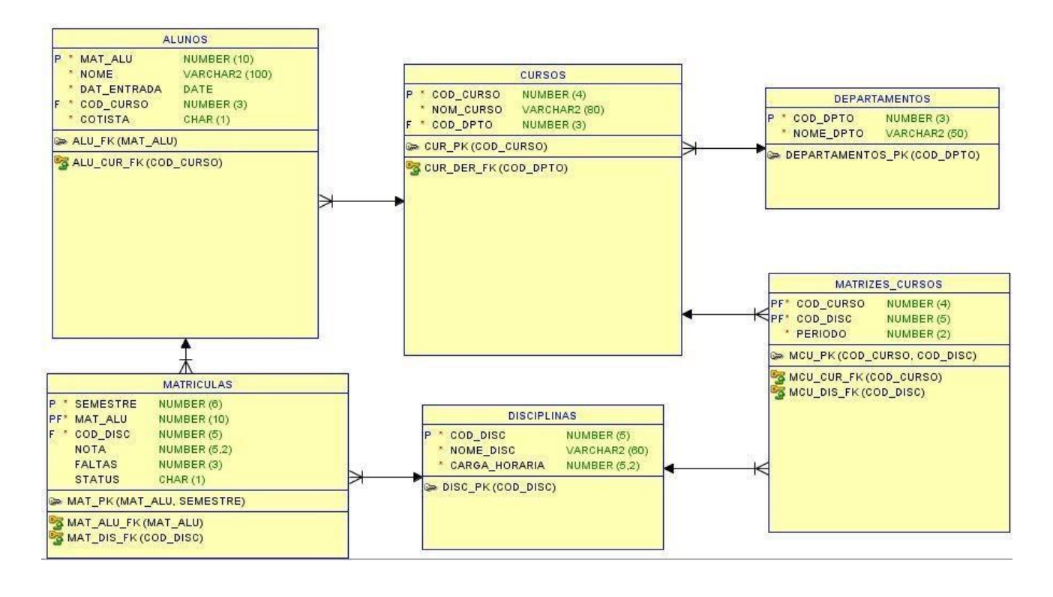 ALUNOS
P * MAT_ALU NUMBER (10)
* NOME VARCHAR2 (100)
* DAT_ENTRADA DATE
F * COD_CURSO NUMBER (3)
* COTISTA CHAR (1)
ALU_FK (MAT_ALU)
ALU_CUR_FK (COD_CURSO)
CURSOS
P * COD_CURSO NUMBER (4)
* NOM_CURSO VARCHAR2 (80)
F * COD_DPTO NUMBER (3)
CUR_PK (COD_CURSO)
CUR_DER_FK (COD_DPTO)
DEPARTAMENTOS
P * COD_DPTO NUMBER (3)
* NOME_DPTO VARCHAR2 (50)
DEPARTAMENTOS_PK (COD_DPTO)
MATRIZES_CURSOS
PF* COD_CURSO NUMBER (4)
PF* COD_DISC NUMBER (5)
* PERIODO NUMBER (2)
MCU_PK (COD_CURSO, COD_DISC)
MCU_CUR_FK (COD_CURSO)
MCU_DIS_FK (COD_DISC)
MATRICULAS
P * SEMESTRE NUMBER (6)
PF* MAT_ALU NUMBER (10)
F * COD_DISC NUMBER (5)
NOTA NUMBER (5,2)
FALTAS NUMBER (3)
STATUS CHAR (1)
MAT_PK (MAT_ALU, SEMESTRE)
MAT_ALU_FK (MAT_ALU)
MAT_DIS_FK (COD_DISC)
DISCIPLINAS
P * COD_DISC NUMBER (5)
* NOME_DISC VARCHAR2 (60)
* CARGA_HORARIA NUMBER (5,2)
DISC_PK (COD_DISC)